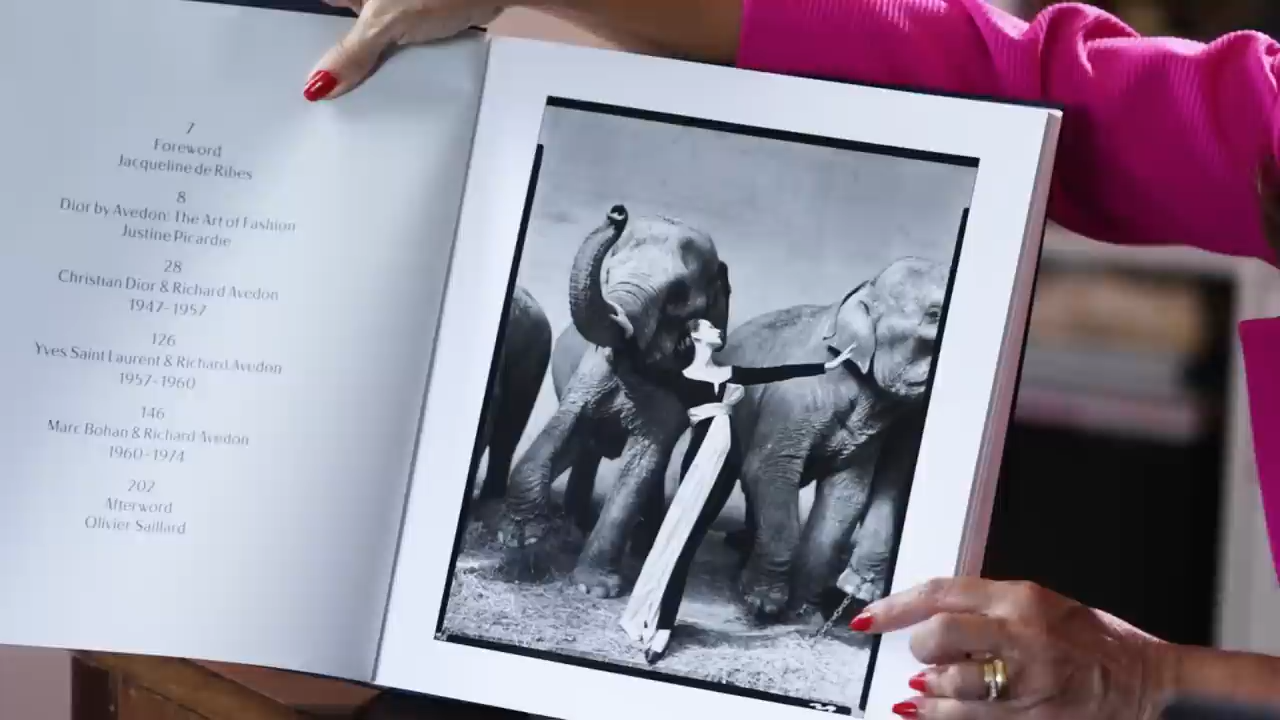 7
Foreword
Jacqueline de Ribes
8
Dior by Avedon: The Art of Fashion
Justine Picardie
28
Christian Dior & Richard Avedon
1947–1957
126
Yves Saint Laurent & Richard Avedon
1957–1960
146
Marc Bohan & Richard Avedon
1960–1974
202
Afterword
Olivier Saillard